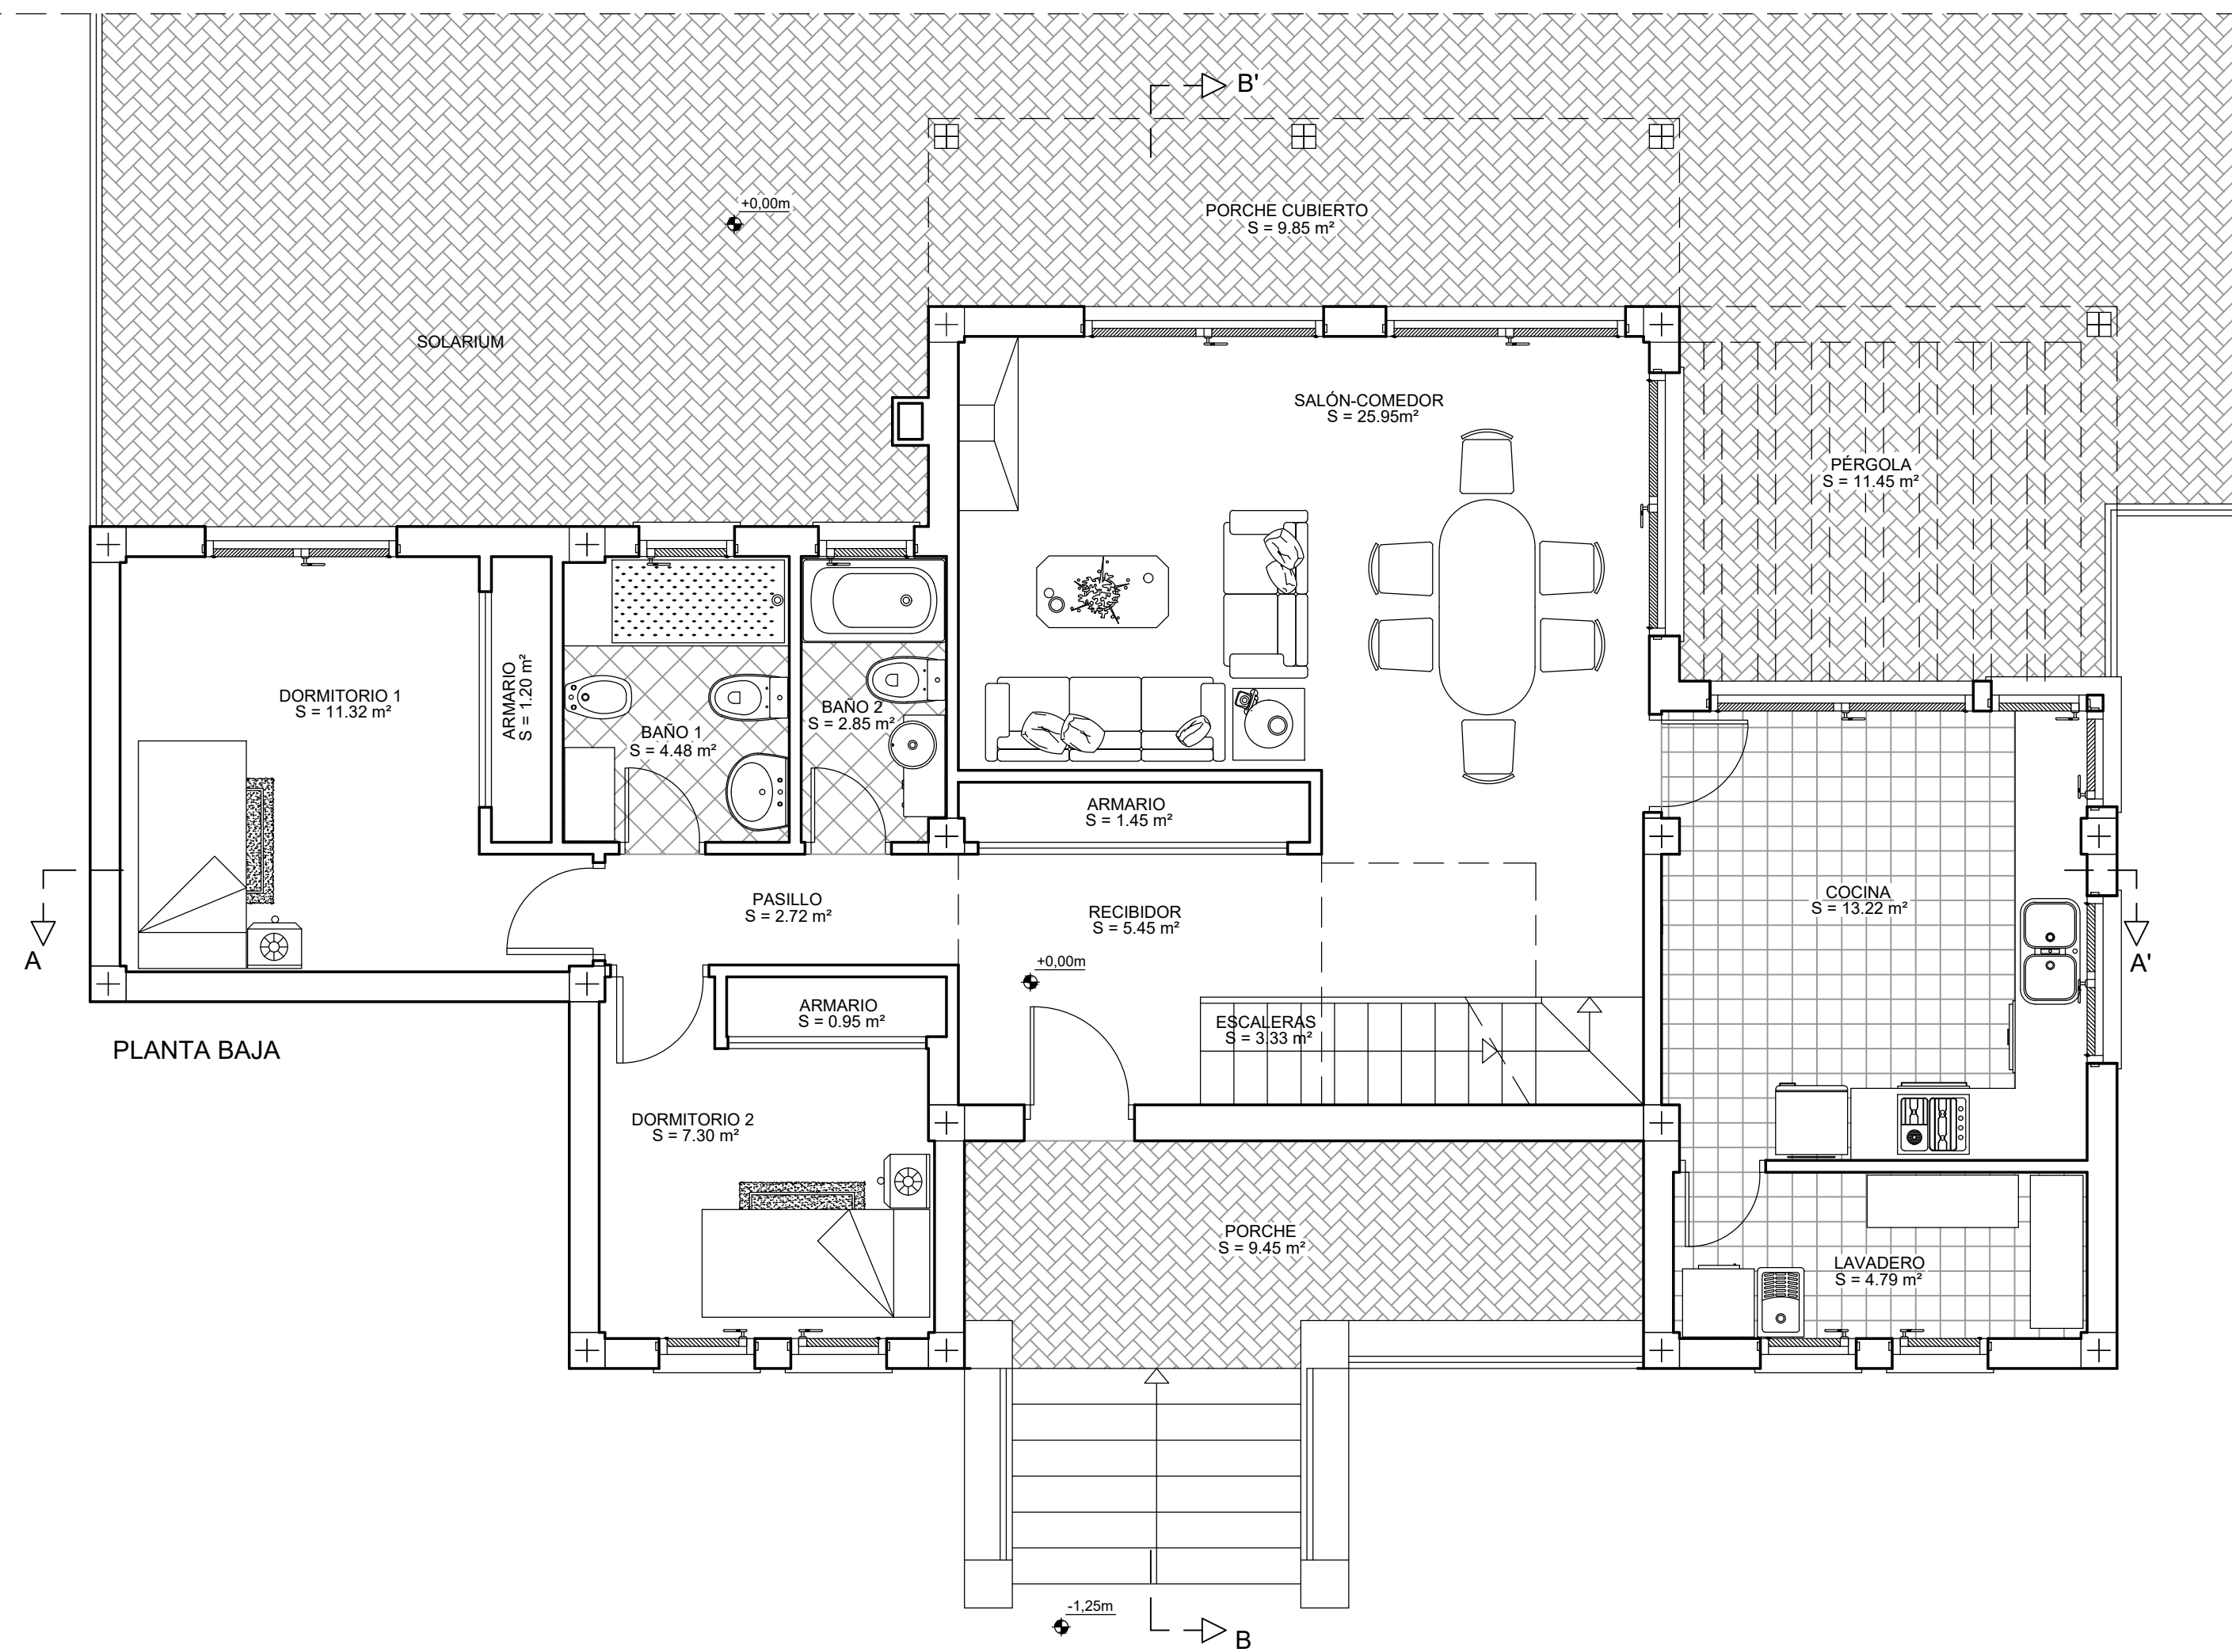 B'
+0,00m
PORCHE CUBIERTO
S = 9.85 m²
SOLARIUM
SALÓN-COMEDOR
S = 25.95m²
PÉRGOLA
S = 11.45 m²
DORMITORIO 1
S = 11.32 m²
ARMARIO
S = 1.20 m²
BAÑO 1
S = 4.48 m²
BAÑO 2
S = 2.85 m²
ARMARIO
S = 1.45 m²
PASILLO
S = 2.72 m²
RECIBIDOR
S = 5.45 m²
COCINA
S = 13.22 m²
A
A'
+0,00m
ARMARIO
S = 0.95 m²
ESCALERAS
S = 3.33 m²
PLANTA BAJA
DORMITORIO 2
S = 7.30 m²
PORCHE
S = 9.45 m²
LAVADERO
S = 4.79 m²
-1,25m
B